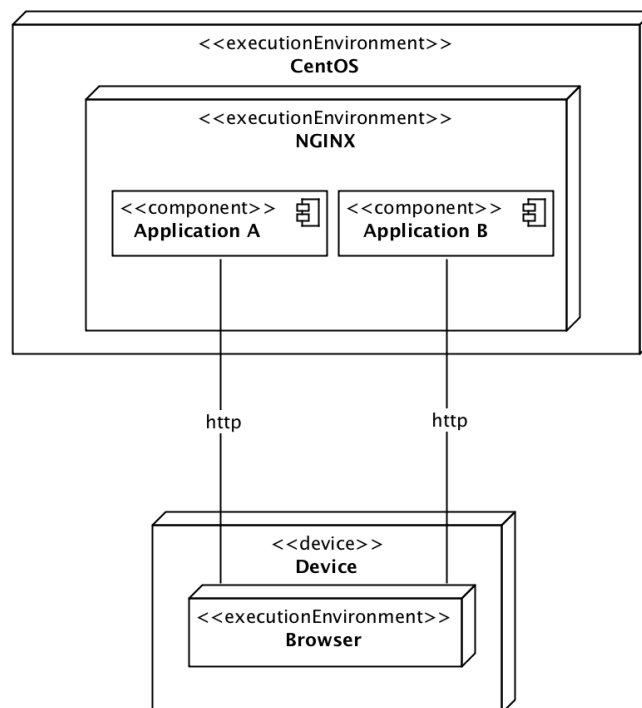 <<executionEnvironment>>
CentOS
<<executionEnvironment>>
NGINX
<<component>>
Application A
<<component>>
Application B
http
http
<<device>>
Device
<<executionEnvironment>>
Browser